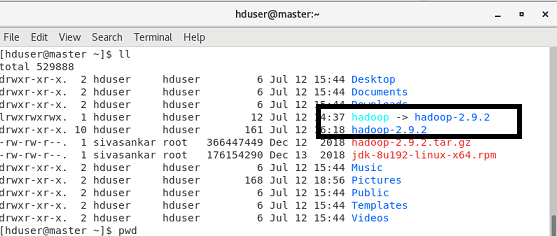 hduser@master:~
File Edit View Search Terminal Help
[hduser@master ~]$ ll
total 529888
drwxr-xr-x. 2 hduser hduser 6 Jul 12 15:44 Desktop
drwxr-xr-x. 2 hduser hduser 6 Jul 12 15:44 Documents
drwxr-xr-x. 2 hduser hduser 6 Jul 12 15:44 Downloads
lrwxrwxrwx. 1 hduser hduser 12 Jul 12 14:37 hadoop -> hadoop-2.9.2
drwxr-xr-x. 10 hduser hduser 161 Jul 12 16:18 hadoop-2.9.2
-rw-rw-r--. 1 sivasankar root 366447449 Dec 12 2018 hadoop-2.9.2.tar.gz
-rw-rw-r--. 1 sivasankar root 176154290 Dec 13 2018 jdk-8u192-linux-x64.rpm
drwxr-xr-x. 2 hduser hduser 6 Jul 12 15:44 Music
drwxr-xr-x. 2 hduser hduser 168 Jul 12 18:56 Pictures
drwxr-xr-x. 2 hduser hduser 6 Jul 12 15:44 Public
drwxr-xr-x. 2 hduser hduser 6 Jul 12 15:44 Templates
drwxr-xr-x. 2 hduser hduser 6 Jul 12 15:44 Videos
[hduser@master ~]$ pwd